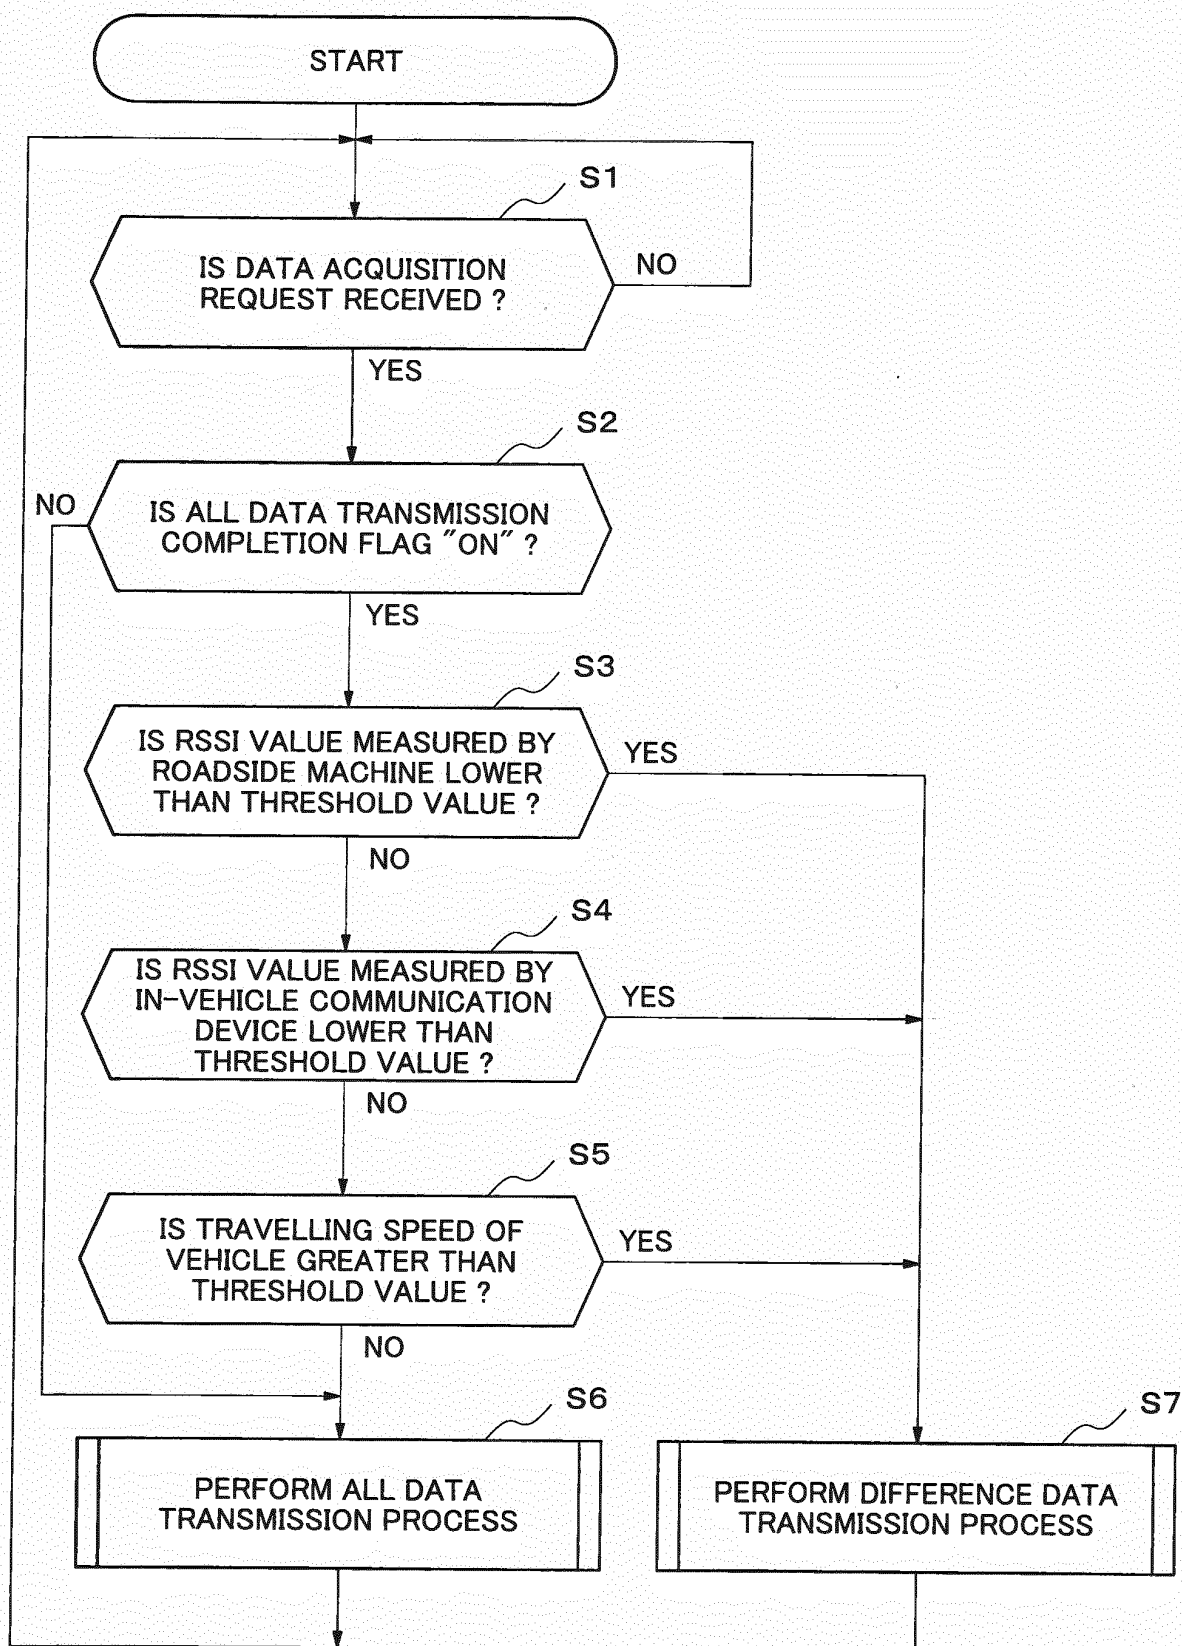 START
S1
IS DATA ACQUISITION
REQUEST RECEIVED ?
NO
YES
S2
NO
IS ALL DATA TRANSMISSION
COMPLETION FLAG "ON" ?
YES
S3
IS RSSI VALUE MEASURED BY
ROADSIDE MACHINE LOWER
THAN THRESHOLD VALUE ?
YES
NO
S4
IS RSSI VALUE MEASURED BY
IN-VEHICLE COMMUNICATION
DEVICE LOWER THAN
THRESHOLD VALUE ?
YES
NO
S5
IS TRAVELLING SPEED OF
VEHICLE GREATER THAN
THRESHOLD VALUE ?
YES
NO
S6
PERFORM ALL DATA
TRANSMISSION PROCESS
S7
PERFORM DIFFERENCE DATA
TRANSMISSION PROCESS